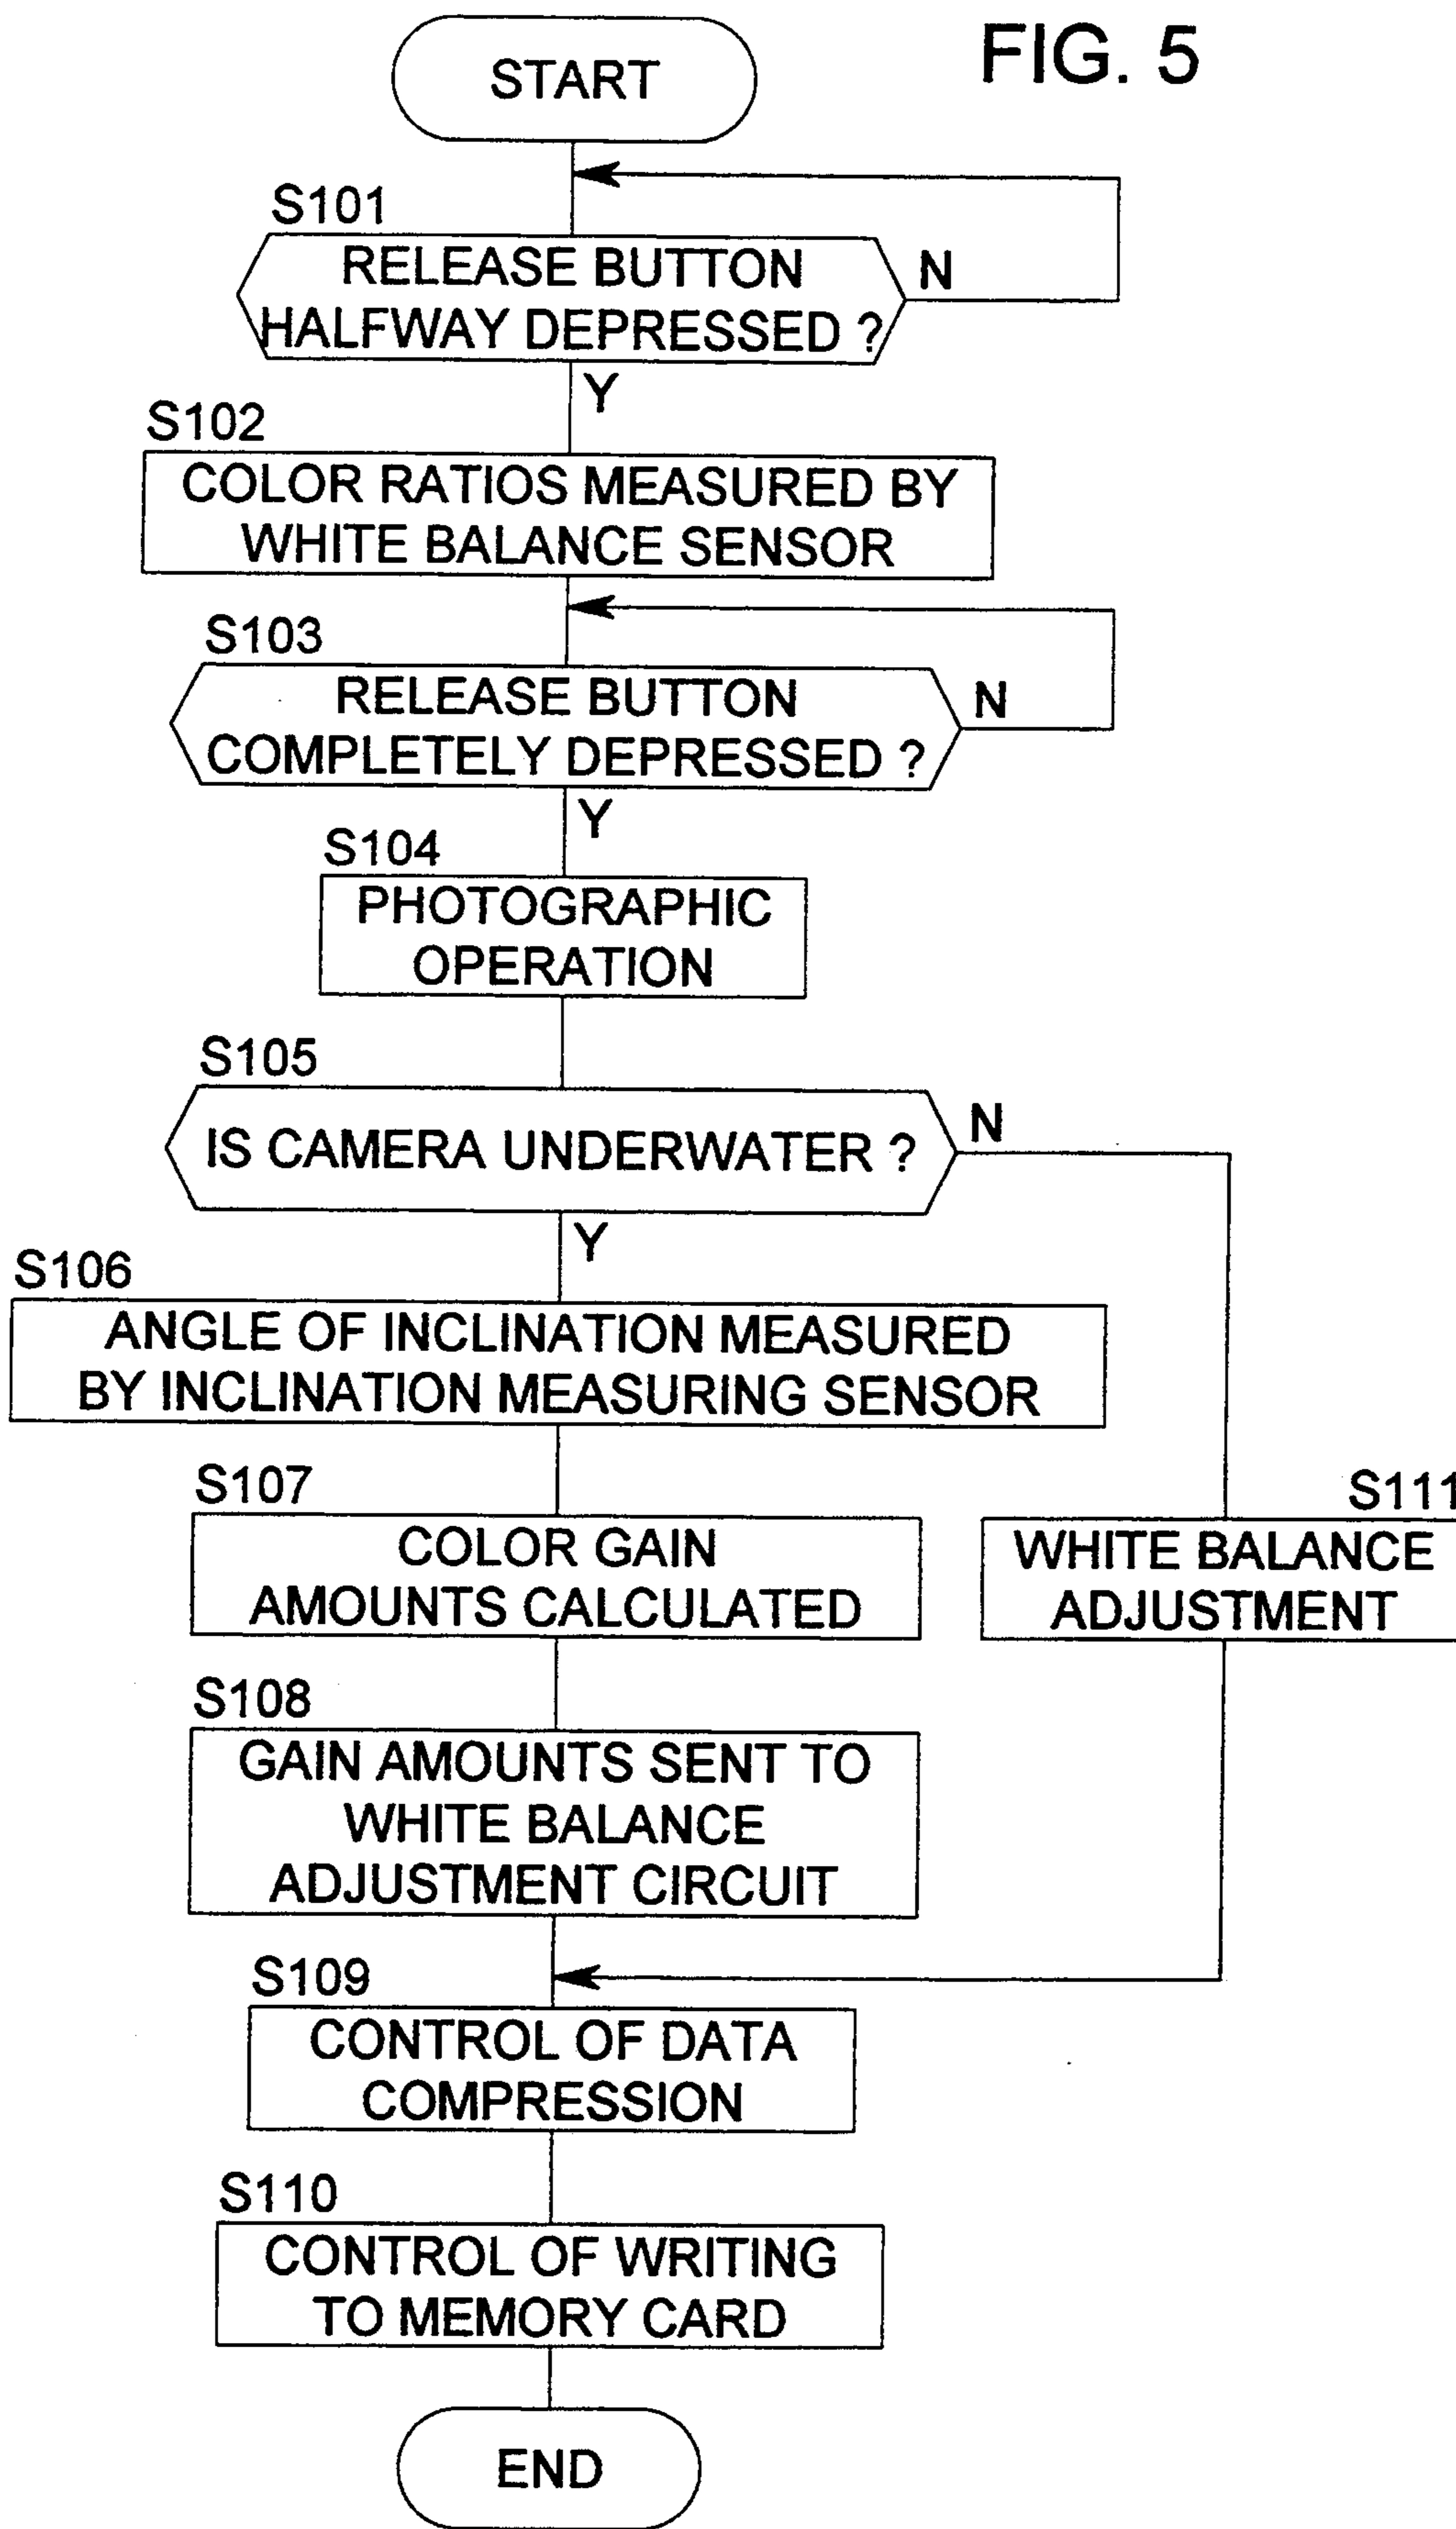 FIG. 5
START
S101
RELEASE BUTTON
HALFWAY DEPRESSED ?
N
Y
S102
COLOR RATIOS MEASURED BY
WHITE BALANCE SENSOR
S103
RELEASE BUTTON
COMPLETELY DEPRESSED ?
N
Y
S104
PHOTOGRAPHIC
OPERATION
S105
IS CAMERA UNDERWATER ?
N
Y
S106
ANGLE OF INCLINATION MEASURED
BY INCLINATION MEASURING SENSOR
S107
COLOR GAIN
AMOUNTS CALCULATED
S111
WHITE BALANCE
ADJUSTMENT
S108
GAIN AMOUNTS SENT TO
WHITE BALANCE
ADJUSTMENT CIRCUIT
S109
CONTROL OF DATA
COMPRESSION
S110
CONTROL OF WRITING
TO MEMORY CARD
END